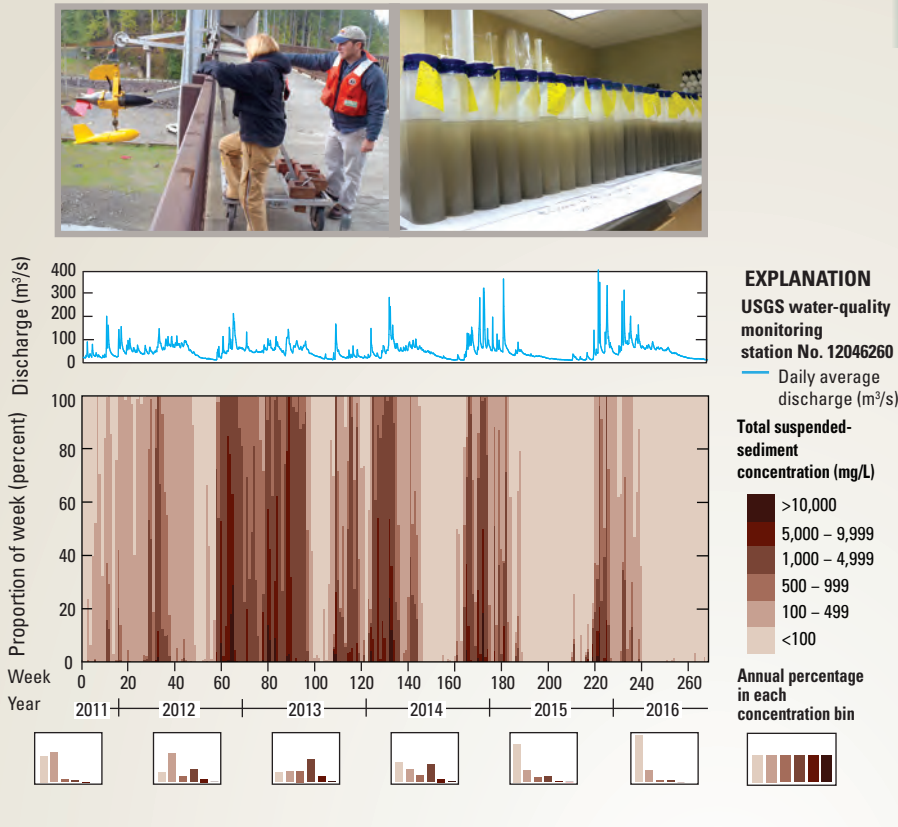 Discharge (m³/s)
400
300
200
100
0
Proportion of week (percent)
100
80
60
40
20
0
Week
0 20 40 60 80 100 120 140 160 180 200 220 240 260
Year
2011 2012 2013 2014 2015 2016
EXPLANATION
USGS water-quality
monitoring
station No. 12046260
Daily average
discharge (m³/s)
Total suspended-
sediment
concentration (mg/L)
>10,000
5,000 – 9,999
1,000 – 4,999
500 – 999
100 – 499
<100
Annual percentage
in each
concentration bin